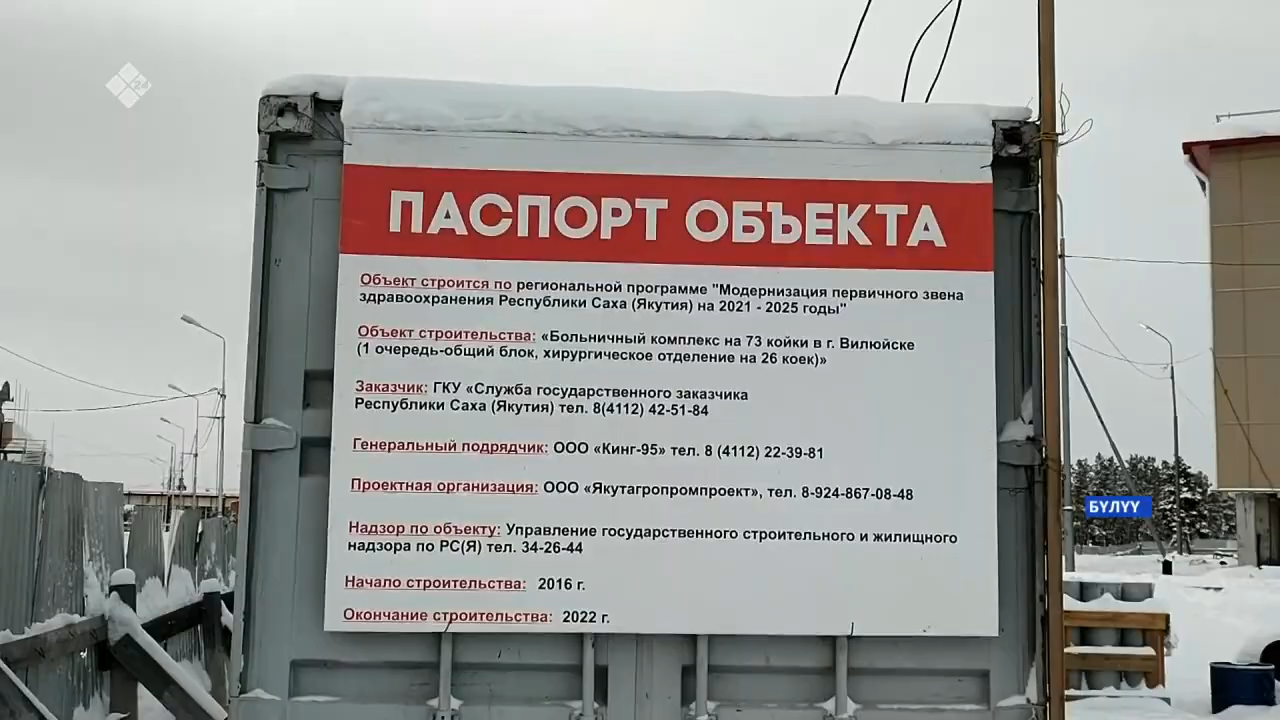 24
ПАСПОРТ ОБЪЕКТА
Объект строится по региональной программе "Модернизация первичного звена
здравоохранения Республики Саха (Якутия) на 2021 - 2025 годы"
Объект строительства: «Больничный комплекс на 73 койки в г. Вилюйске
(1 очередь-общий блок, хирургическое отделение на 26 коек)»
Заказчик: ГКУ «Служба государственного заказчика
Республики Саха (Якутия) тел. 8(4112) 42-51-84
Генеральный подрядчик: ООО «Кинг-95» тел. 8 (4112) 22-39-81
Проектная организация: ООО «Якутагропромпроект», тел. 8-924-867-08-48
Надзор по объекту: Управление государственного строительного и жилищного
надзора по РС(Я) тел. 34-26-44
Начало строительства: 2016 г.
Окончание строительства: 2022 г.
БҮЛҮҮ